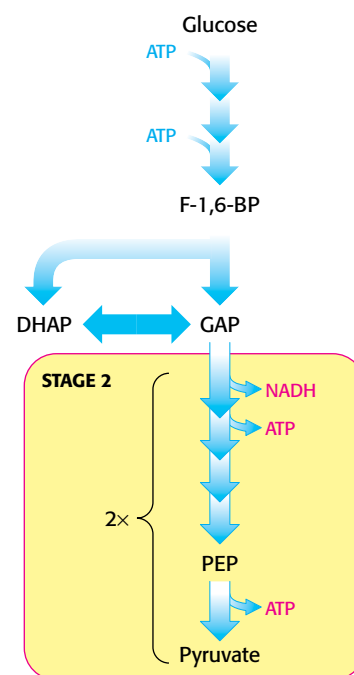 Glucose
ATP
ATP
F-1,6-BP
DHAP
GAP
STAGE 2
NADH
ATP
2×
PEP
ATP
Pyruvate